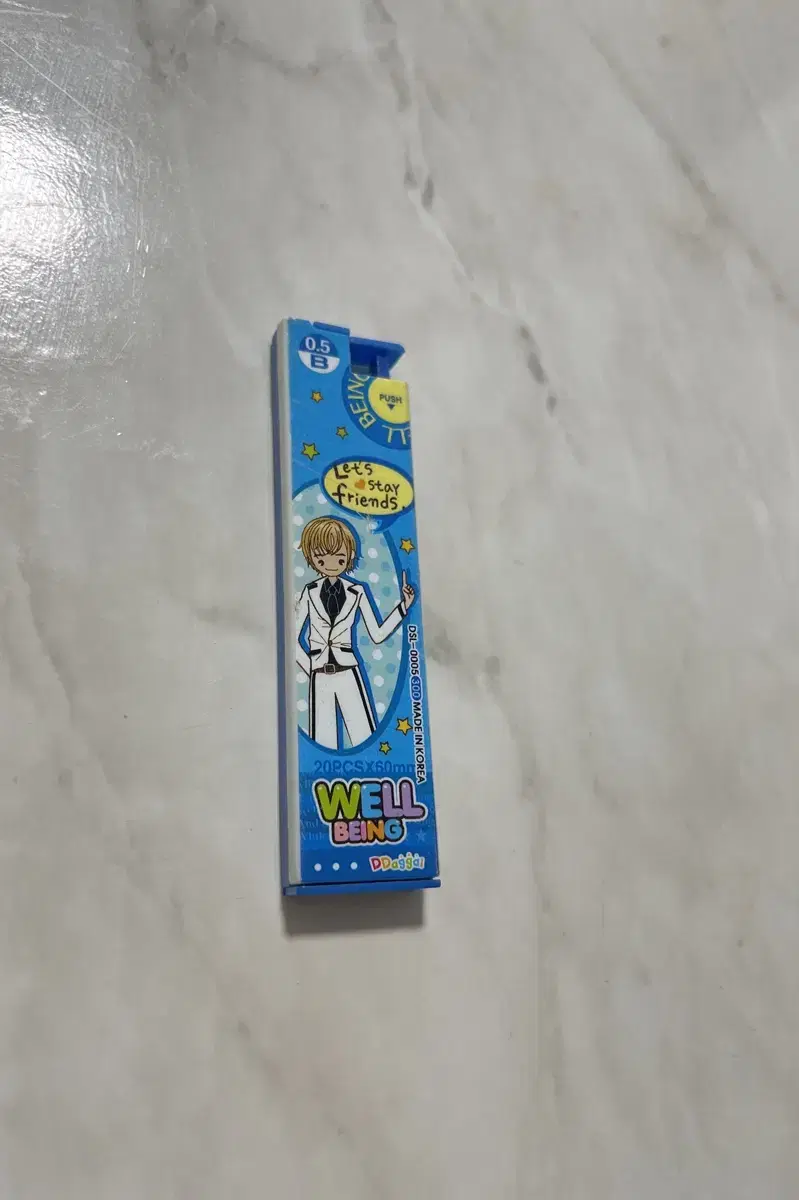 0.5
B
PUSH
Let's
stay
friends
DSL-0005 300 MADE IN KOREA
20PCSX60mm
WELL
BEING
DDaggai